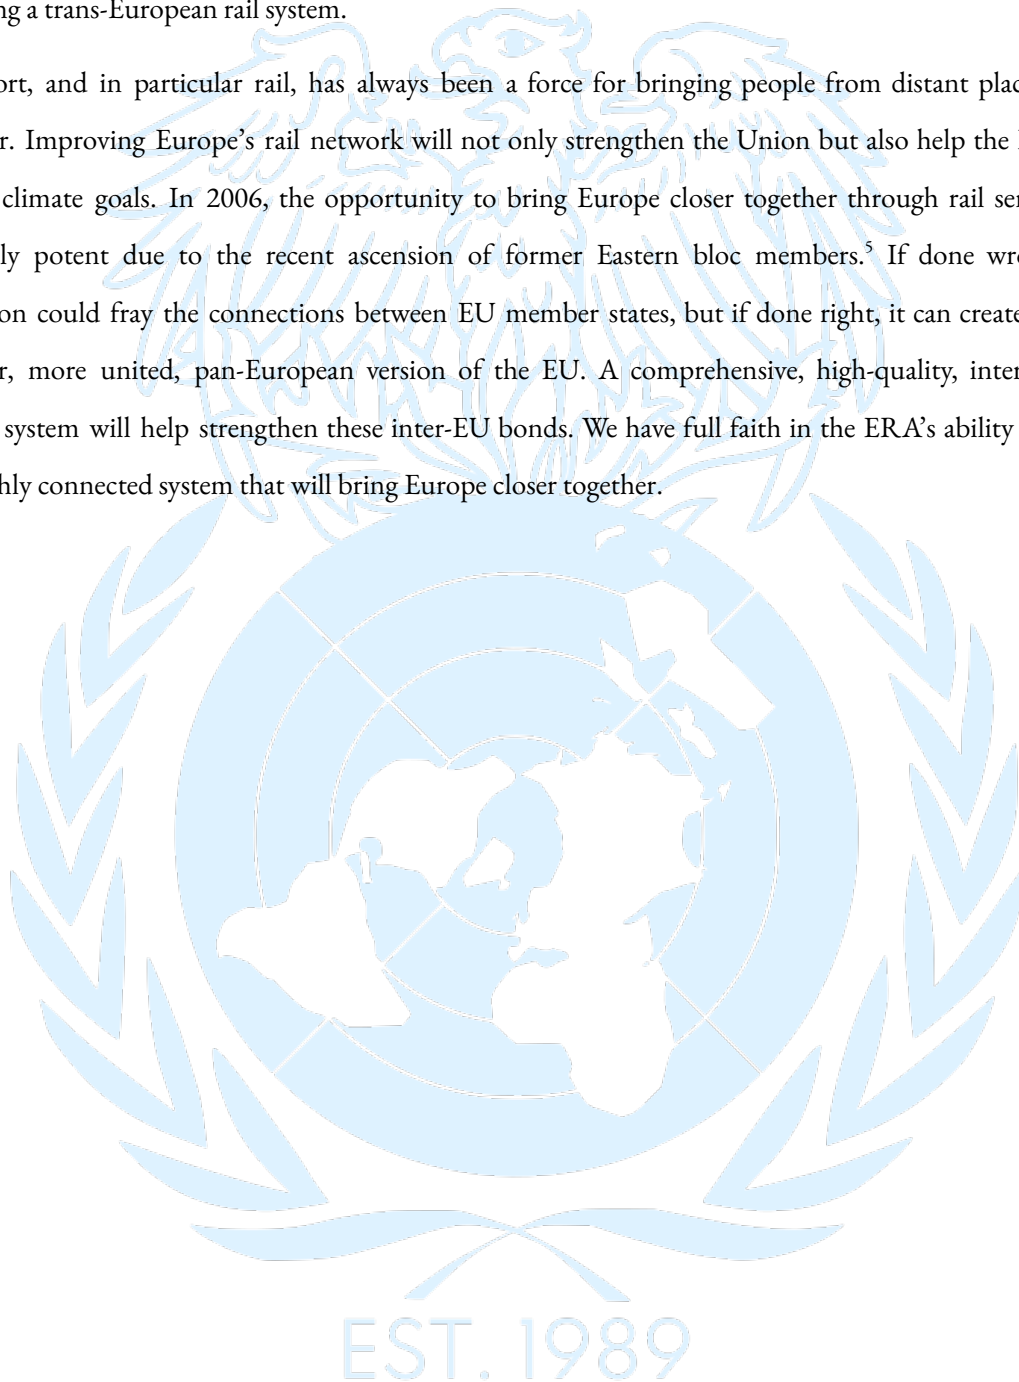 ng a trans-European rail system.
ort, and in particular rail, has always been a force for bringing people from distant plac
r. Improving Europe’s rail network will not only strengthen the Union but also help the
climate goals. In 2006, the opportunity to bring Europe closer together through rail ser
ly potent due to the recent ascension of former Eastern bloc members.⁵ If done wro
on could fray the connections between EU member states, but if done right, it can create
r, more united, pan-European version of the EU. A comprehensive, high-quality, inter
system will help strengthen these inter-EU bonds. We have full faith in the ERA’s ability
hly connected system that will bring Europe closer together.
EST. 1989